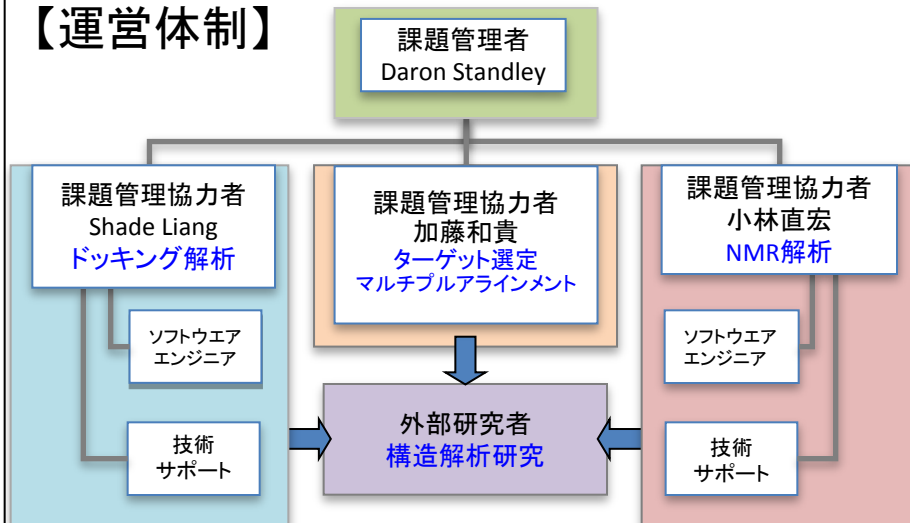 【運営体制】
課題管理者
Daron Standley
課題管理協力者
Shade Liang
ドッキング解析
課題管理協力者
加藤和貴
ターゲット選定
マルチプルアラインメント
課題管理協力者
小林直宏
NMR解析
ソフトウエア
エンジニア
ソフトウエア
エンジニア
外部研究者
構造解析研究
技術
サポート
技術
サポート